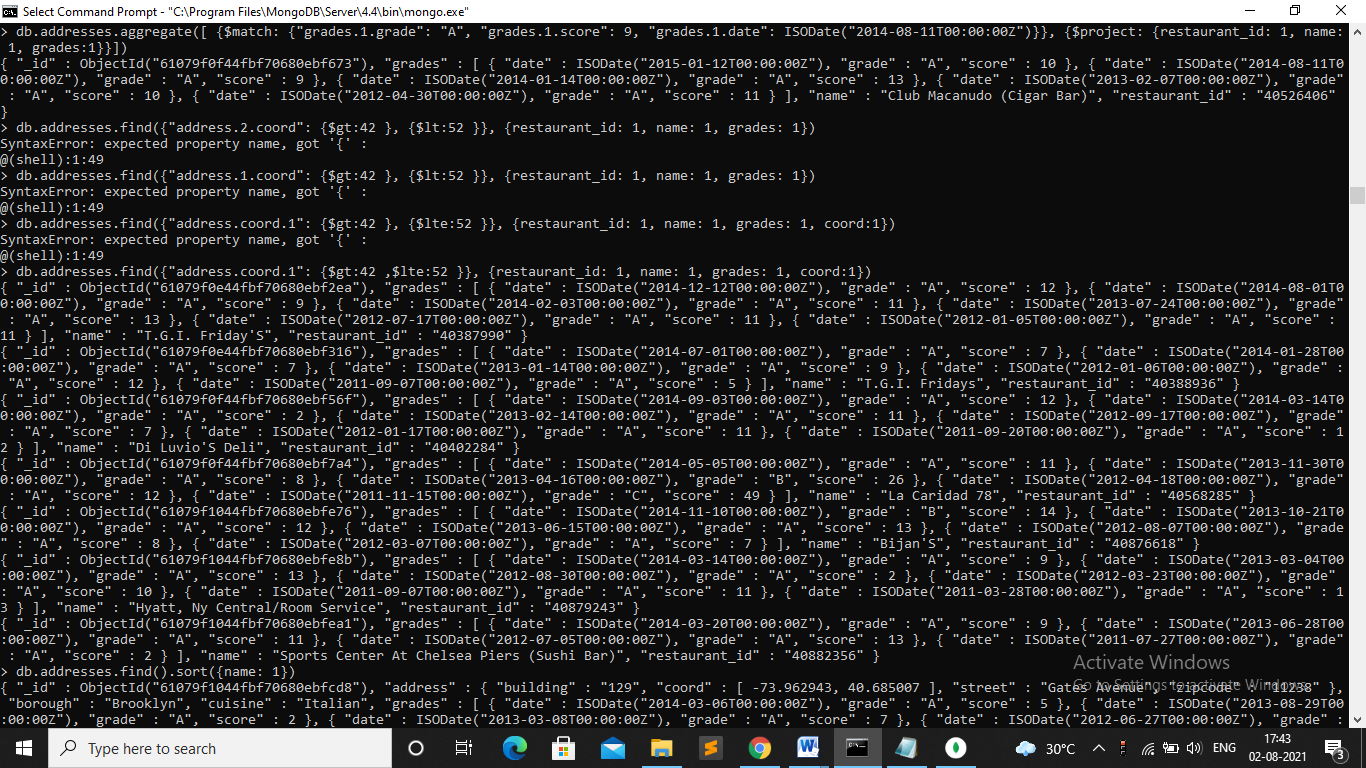 Select Command Prompt - "C:\Program Files\MongoDB\Server\4.4\bin\mongo.exe"
> db.addresses.aggregate([ {$match: {"grades.1.grade": "A", "grades.1.score": 9, "grades.1.date": ISODate("2014-08-11T00:00:00Z")}}, {$project: {restaurant_id: 1, name:
 1, grades:1}}])
{ "_id" : ObjectId("61079f0f44fbf70680ebf673"), "grades" : [ { "date" : ISODate("2015-01-12T00:00:00Z"), "grade" : "A", "score" : 10 }, { "date" : ISODate("2014-08-11T0
0:00:00Z"), "grade" : "A", "score" : 9 }, { "date" : ISODate("2014-01-14T00:00:00Z"), "grade" : "A", "score" : 13 }, { "date" : ISODate("2013-02-07T00:00:00Z"), "grade"
 : "A", "score" : 10 }, { "date" : ISODate("2012-04-30T00:00:00Z"), "grade" : "A", "score" : 11 } ], "name" : "Club Macanudo (Cigar Bar)", "restaurant_id" : "40526406"
}
> db.addresses.find({"address.2.coord": {$gt:42 }, {$lt:52 }}, {restaurant_id: 1, name: 1, grades: 1})
SyntaxError: expected property name, got '{' :
@(shell):1:49
> db.addresses.find({"address.1.coord": {$gt:42 }, {$lt:52 }}, {restaurant_id: 1, name: 1, grades: 1})
SyntaxError: expected property name, got '{' :
@(shell):1:49
> db.addresses.find({"address.coord.1": {$gt:42 }, {$lte:52 }}, {restaurant_id: 1, name: 1, grades: 1, coord:1})
SyntaxError: expected property name, got '{' :
@(shell):1:49
> db.addresses.find({"address.coord.1": {$gt:42 ,$lte:52 }}, {restaurant_id: 1, name: 1, grades: 1, coord:1})
{ "_id" : ObjectId("61079f0e44fbf70680ebf2ea"), "grades" : [ { "date" : ISODate("2014-12-12T00:00:00Z"), "grade" : "A", "score" : 12 }, { "date" : ISODate("2014-08-01T0
0:00:00Z"), "grade" : "A", "score" : 9 }, { "date" : ISODate("2014-02-03T00:00:00Z"), "grade" : "A", "score" : 11 }, { "date" : ISODate("2013-07-24T00:00:00Z"), "grade"
 : "A", "score" : 13 }, { "date" : ISODate("2012-07-17T00:00:00Z"), "grade" : "A", "score" : 11 }, { "date" : ISODate("2012-01-05T00:00:00Z"), "grade" : "A", "score" :
11 } ], "name" : "T.G.I. Friday'S", "restaurant_id" : "40387990" }
{ "_id" : ObjectId("61079f0e44fbf70680ebf316"), "grades" : [ { "date" : ISODate("2014-07-01T00:00:00Z"), "grade" : "A", "score" : 7 }, { "date" : ISODate("2014-01-28T00
:00:00Z"), "grade" : "A", "score" : 7 }, { "date" : ISODate("2013-01-14T00:00:00Z"), "grade" : "A", "score" : 9 }, { "date" : ISODate("2012-01-06T00:00:00Z"), "grade" :
 "A", "score" : 12 }, { "date" : ISODate("2011-09-07T00:00:00Z"), "grade" : "A", "score" : 5 } ], "name" : "T.G.I. Fridays", "restaurant_id" : "40388936" }
{ "_id" : ObjectId("61079f0f44fbf70680ebf56f"), "grades" : [ { "date" : ISODate("2014-09-03T00:00:00Z"), "grade" : "A", "score" : 12 }, { "date" : ISODate("2014-03-14T0
0:00:00Z"), "grade" : "A", "score" : 2 }, { "date" : ISODate("2013-02-14T00:00:00Z"), "grade" : "A", "score" : 11 }, { "date" : ISODate("2012-09-17T00:00:00Z"), "grade"
 : "A", "score" : 7 }, { "date" : ISODate("2012-01-17T00:00:00Z"), "grade" : "A", "score" : 11 }, { "date" : ISODate("2011-09-20T00:00:00Z"), "grade" : "A", "score" : 1
2 } ], "name" : "Di Luvio'S Deli", "restaurant_id" : "40402284" }
{ "_id" : ObjectId("61079f0f44fbf70680ebf7a4"), "grades" : [ { "date" : ISODate("2014-05-05T00:00:00Z"), "grade" : "A", "score" : 11 }, { "date" : ISODate("2013-11-30T0
0:00:00Z"), "grade" : "A", "score" : 8 }, { "date" : ISODate("2013-04-16T00:00:00Z"), "grade" : "B", "score" : 26 }, { "date" : ISODate("2012-04-18T00:00:00Z"), "grade"
 : "A", "score" : 12 }, { "date" : ISODate("2011-11-15T00:00:00Z"), "grade" : "C", "score" : 49 } ], "name" : "La Caridad 78", "restaurant_id" : "40568285" }
{ "_id" : ObjectId("61079f1044fbf70680ebfe76"), "grades" : [ { "date" : ISODate("2014-11-10T00:00:00Z"), "grade" : "B", "score" : 14 }, { "date" : ISODate("2013-10-21T0
0:00:00Z"), "grade" : "A", "score" : 12 }, { "date" : ISODate("2013-06-15T00:00:00Z"), "grade" : "A", "score" : 13 }, { "date" : ISODate("2012-08-07T00:00:00Z"), "grade
" : "A", "score" : 8 }, { "date" : ISODate("2012-03-07T00:00:00Z"), "grade" : "A", "score" : 7 } ], "name" : "Bijan'S", "restaurant_id" : "40876618" }
{ "_id" : ObjectId("61079f1044fbf70680ebfe8b"), "grades" : [ { "date" : ISODate("2014-03-14T00:00:00Z"), "grade" : "A", "score" : 9 }, { "date" : ISODate("2013-03-04T00
:00:00Z"), "grade" : "A", "score" : 13 }, { "date" : ISODate("2012-08-30T00:00:00Z"), "grade" : "A", "score" : 2 }, { "date" : ISODate("2012-03-23T00:00:00Z"), "grade"
 : "A", "score" : 10 }, { "date" : ISODate("2011-09-07T00:00:00Z"), "grade" : "A", "score" : 11 }, { "date" : ISODate("2011-03-28T00:00:00Z"), "grade" : "A", "score" : 1
3 } ], "name" : "Hyatt, Ny Central/Room Service", "restaurant_id" : "40879243" }
{ "_id" : ObjectId("61079f1044fbf70680ebfea1"), "grades" : [ { "date" : ISODate("2014-03-20T00:00:00Z"), "grade" : "A", "score" : 9 }, { "date" : ISODate("2013-06-28T00
:00:00Z"), "grade" : "A", "score" : 11 }, { "date" : ISODate("2012-07-05T00:00:00Z"), "grade" : "A", "score" : 13 }, { "date" : ISODate("2011-07-27T00:00:00Z"), "grade"
 : "A", "score" : 2 } ], "name" : "Sports Center At Chelsea Piers (Sushi Bar)", "restaurant_id" : "40882356" }
> db.addresses.find().sort({name: 1})
{ "_id" : ObjectId("61079f1044fbf70680ebfcd8"), "address" : { "building" : "129", "coord" : [ -73.962943, 40.685007 ], "street" : "Gates Avenue", "zipcode" : "11238" },
 "borough" : "Brooklyn", "cuisine" : "Italian", "grades" : [ { "date" : ISODate("2014-03-06T00:00:00Z"), "grade" : "A", "score" : 5 }, { "date" : ISODate("2013-08-29T00
:00:00Z"), "grade" : "A", "score" : 2 }, { "date" : ISODate("2013-03-08T00:00:00Z"), "grade" : "A", "score" : 7 }, { "date" : ISODate("2012-06-27T00:00:00Z"), "grade" :
Activate Windows
Go to Settings to activate Windows.
Type here to search
30°C
ENG
17:43
02-08-2021
3